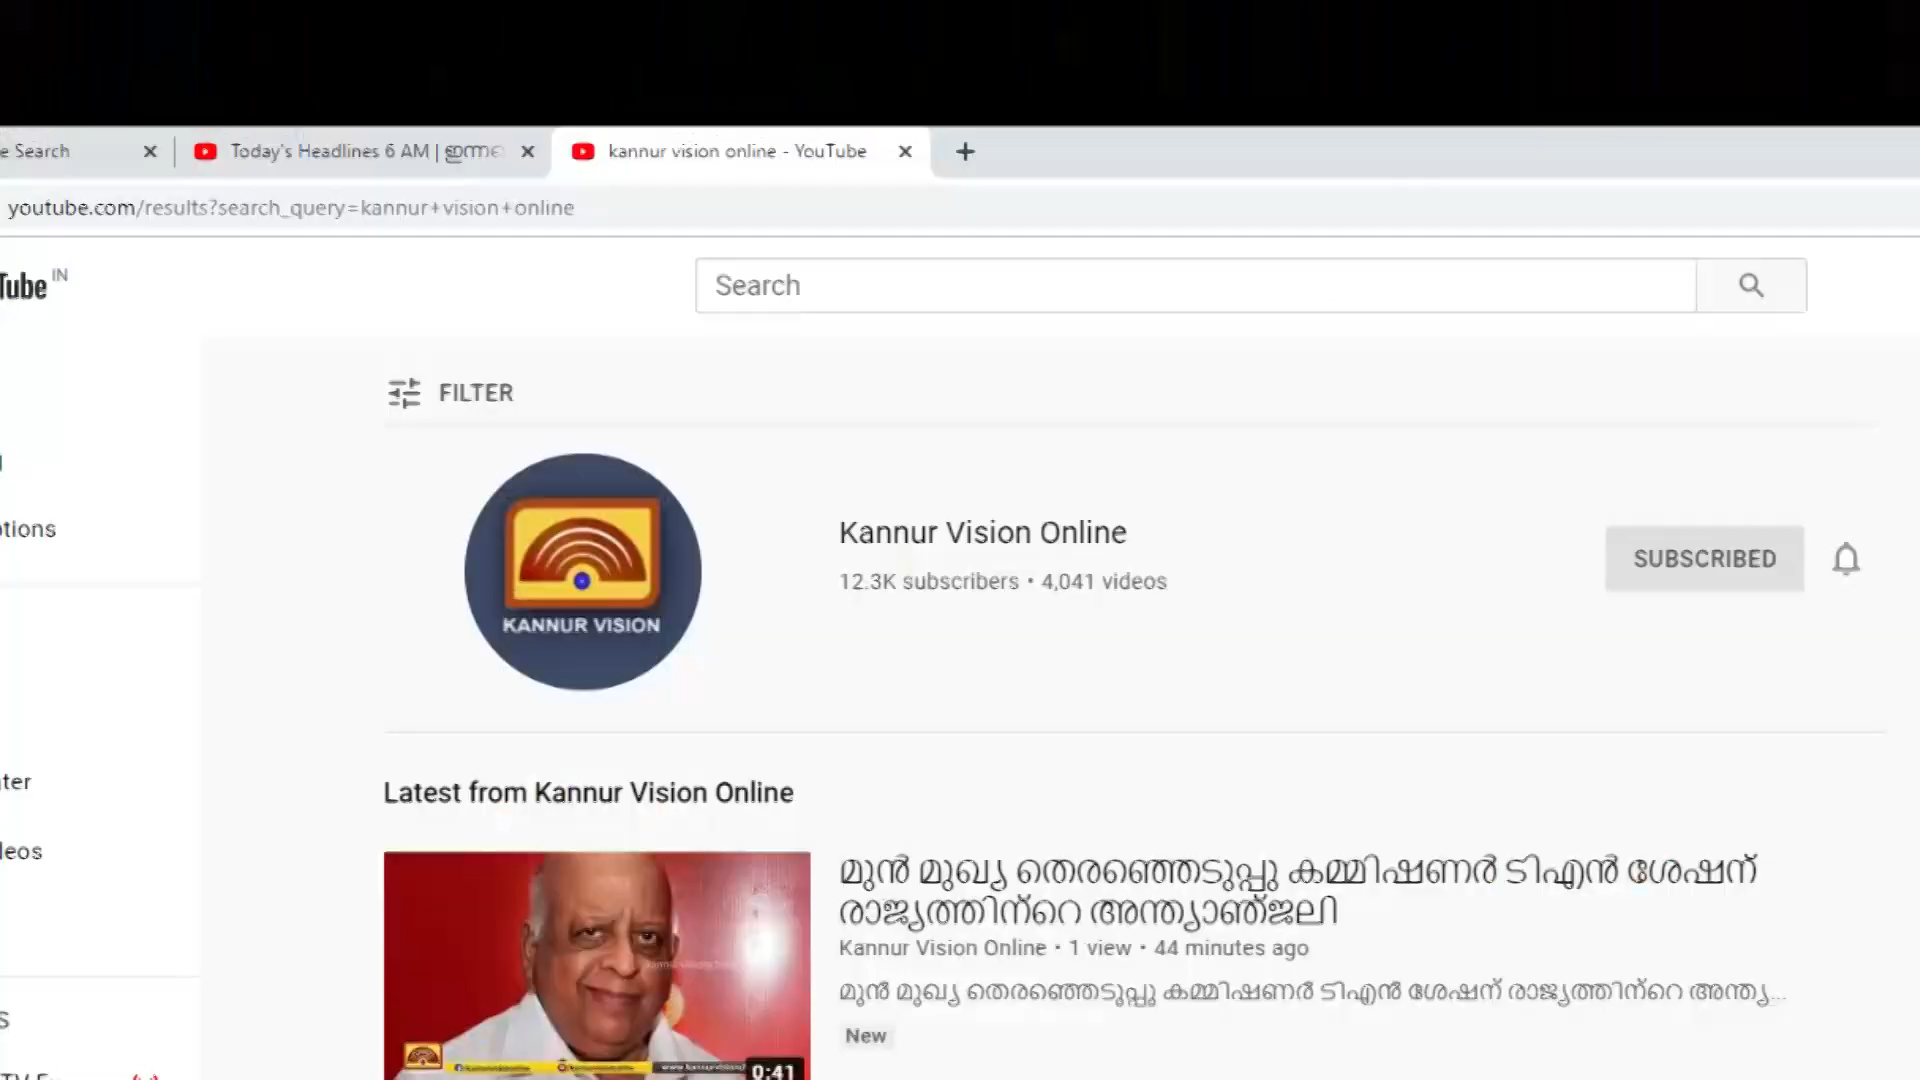 e Search
Today's Headlines 6 AM |
kannur vision online - YouTube
youtube.com/results?search_query=kannur+vision+online
Tube IN
Search
FILTER
KANNUR VISION
Kannur Vision Online
12.3K subscribers • 4,041 videos
SUBSCRIBED
Latest from Kannur Vision Online
മുൻ മുഖ്യ തെരഞ്ഞെടുപ്പു കമ്മിഷണർ ടിഎൻ ശേഷന്
രാജ്യത്തിന്റെ അന്ത്യാഞ്ജലി
Kannur Vision Online • 1 view • 44 minutes ago
മുൻ മുഖ്യ തെരഞ്ഞെടുപ്പു കമ്മിഷണർ ടിഎൻ ശേഷന് രാജ്യത്തിന്റെ അന്ത്യ...
New
0:41